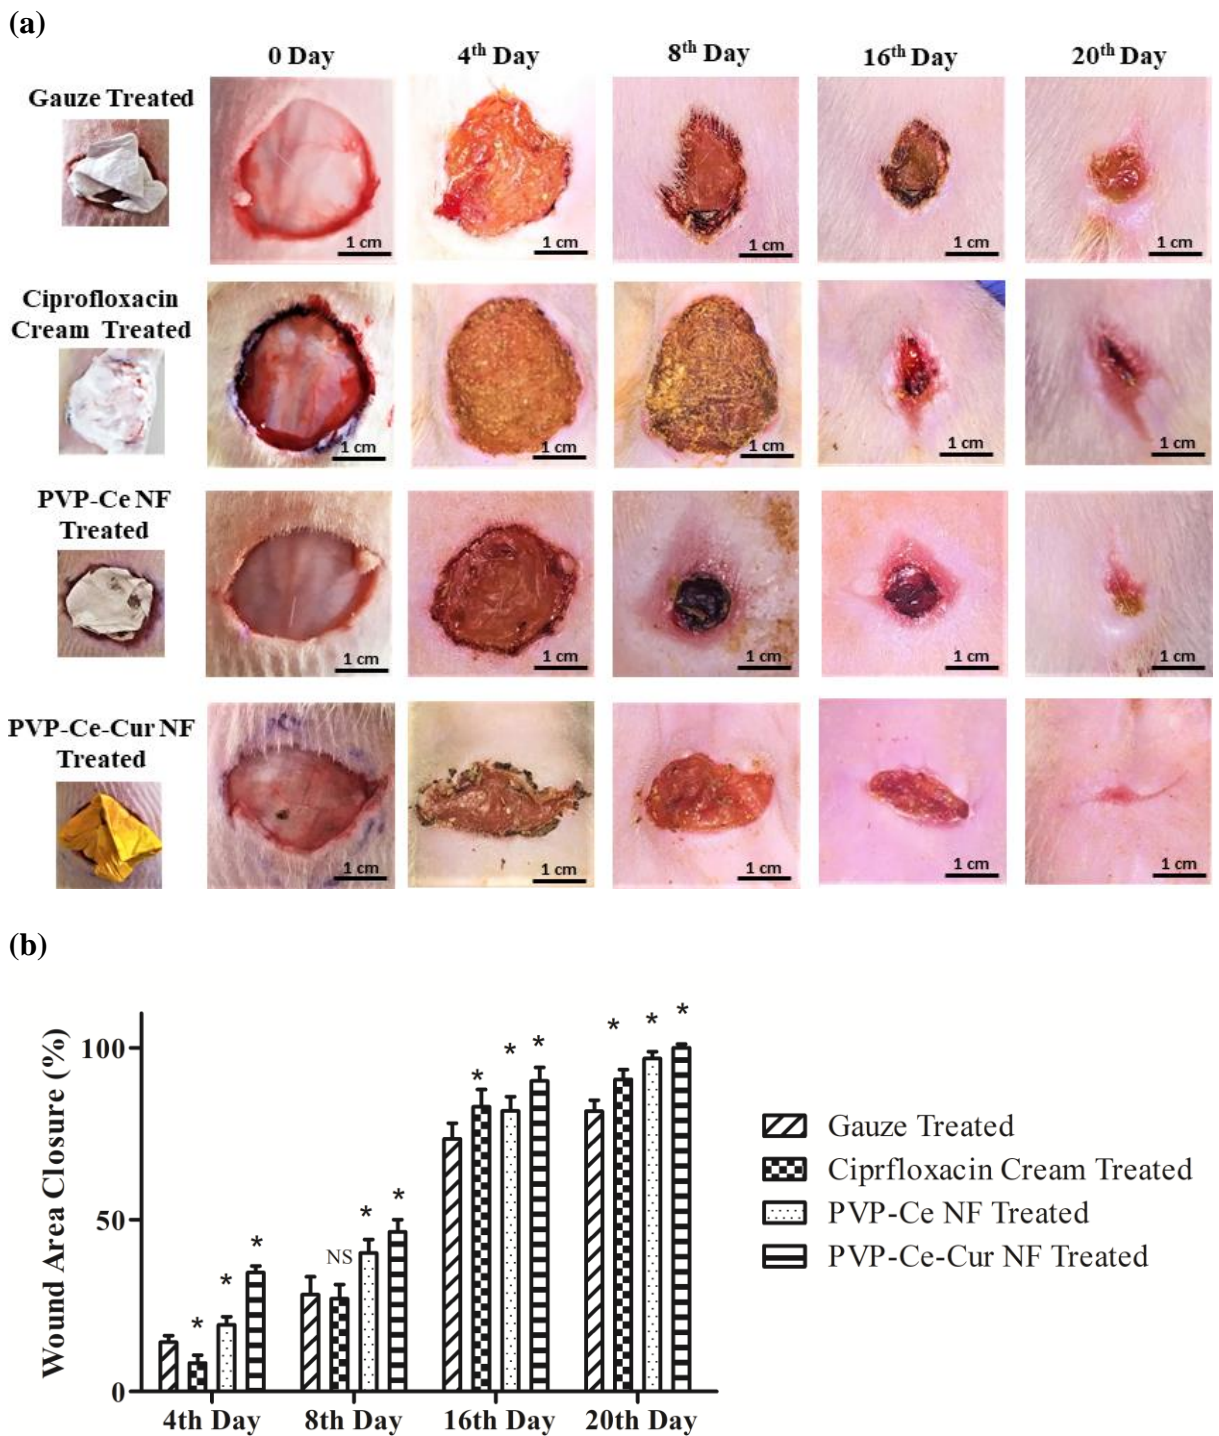 (a)
0 Day
4th Day
8th Day
16th Day
20th Day
Gauze Treated
1 cm
1 cm
1 cm
1 cm
1 cm
Ciprofloxacin
Cream Treated
1 cm
1 cm
1 cm
1 cm
1 cm
PVP-Ce NF
Treated
1 cm
1 cm
1 cm
1 cm
1 cm
PVP-Ce-Cur NF
Treated
1 cm
1 cm
1 cm
1 cm
1 cm
(b)
Wound Area Closure (%)
100
50
0
* * *
NS * *
* * *
* * *
4th Day
8th Day
16th Day
20th Day
Gauze Treated
Ciprfloxacin Cream Treated
PVP-Ce NF Treated
PVP-Ce-Cur NF Treated